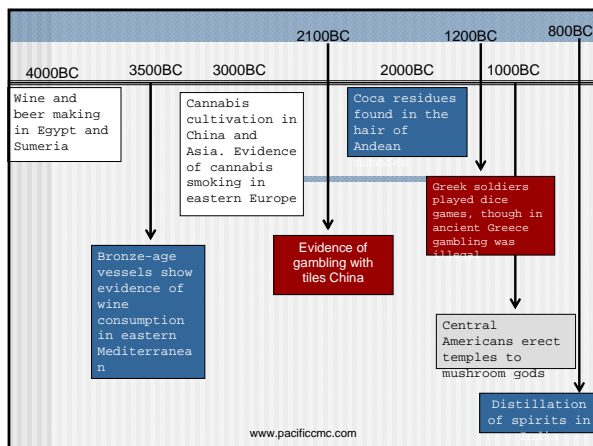 2100BC
1200BC
800BC
4000BC
3500BC
3000BC
2000BC
1000BC
Wine and
beer making
in Egypt and
Sumeria
Cannabis
cultivation in
China and
Asia. Evidence
of cannabis
smoking in
eastern Europe
Coca residues
found in the
hair of
Andean
Greek soldiers
played dice
games, though in
ancient Greece
gambling was
illegal
Bronze-age
vessels show
evidence of
wine
consumption
in eastern
Mediterranea
n
Evidence of
gambling with
tiles China
Central
Americans erect
temples to
mushroom gods
Distillation
of spirits in
www.pacificcmc.com